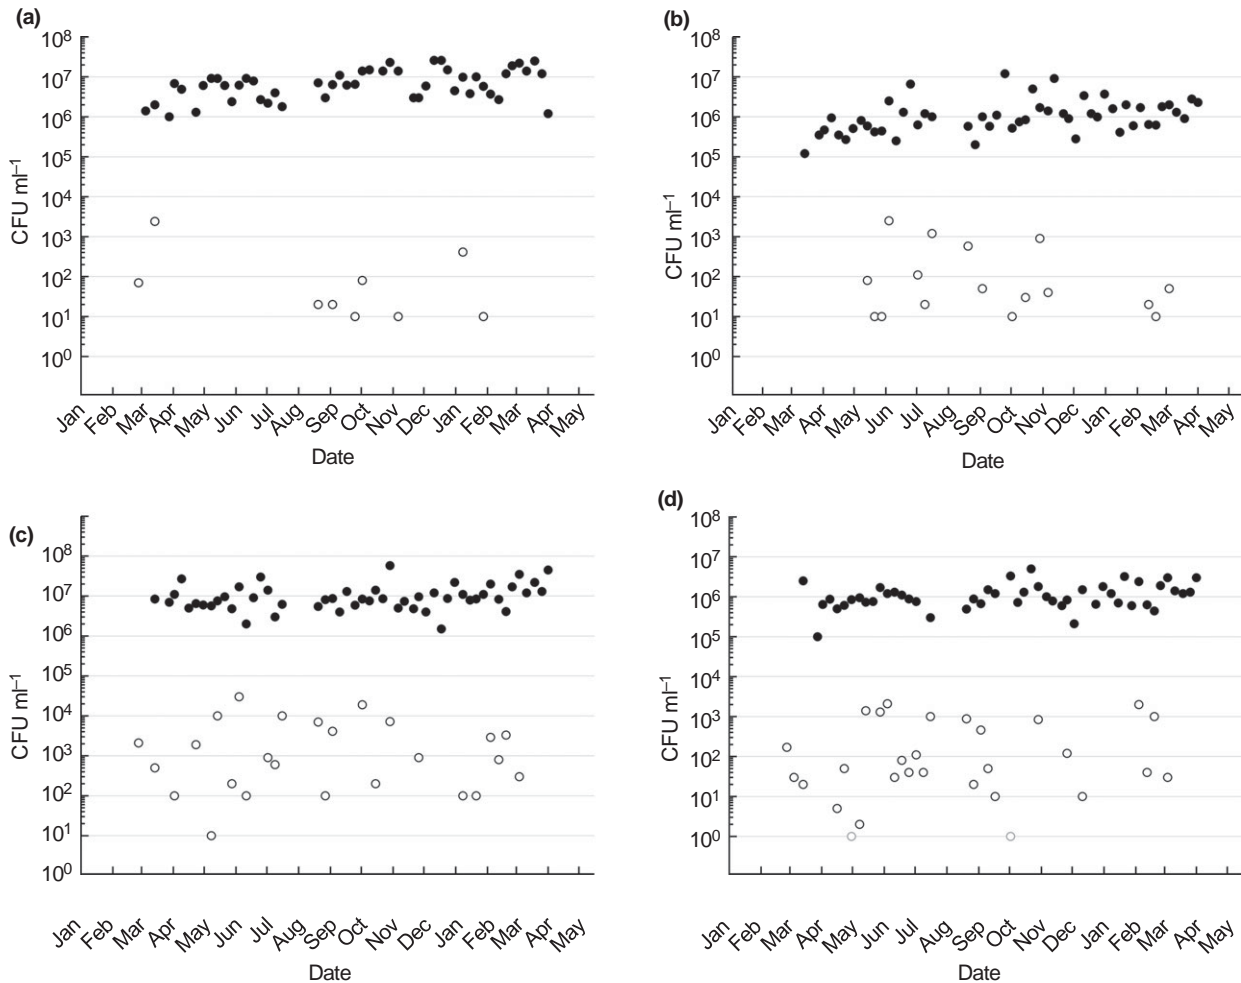 (a)
10⁸
10⁷
10⁶
10⁵
10⁴
10³
10²
10¹
10⁰
CFU ml⁻¹
Jan Feb Mar Apr May Jun Jul Aug Sep Oct Nov Dec Jan Feb Mar Apr May
Date
(b)
10⁸
10⁷
10⁶
10⁵
10⁴
10³
10²
10¹
10⁰
CFU ml⁻¹
Jan Feb Mar Apr May Jun Jul Aug Sep Oct Nov Dec Jan Feb Mar Apr May
Date
(c)
10⁸
10⁷
10⁶
10⁵
10⁴
10³
10²
10¹
10⁰
CFU ml⁻¹
Jan Feb Mar Apr May Jun Jul Aug Sep Oct Nov Dec Jan Feb Mar Apr May
Date
(d)
10⁸
10⁷
10⁶
10⁵
10⁴
10³
10²
10¹
10⁰
CFU ml⁻¹
Jan Feb Mar Apr May Jun Jul Aug Sep Oct Nov Dec Jan Feb Mar Apr May
Date